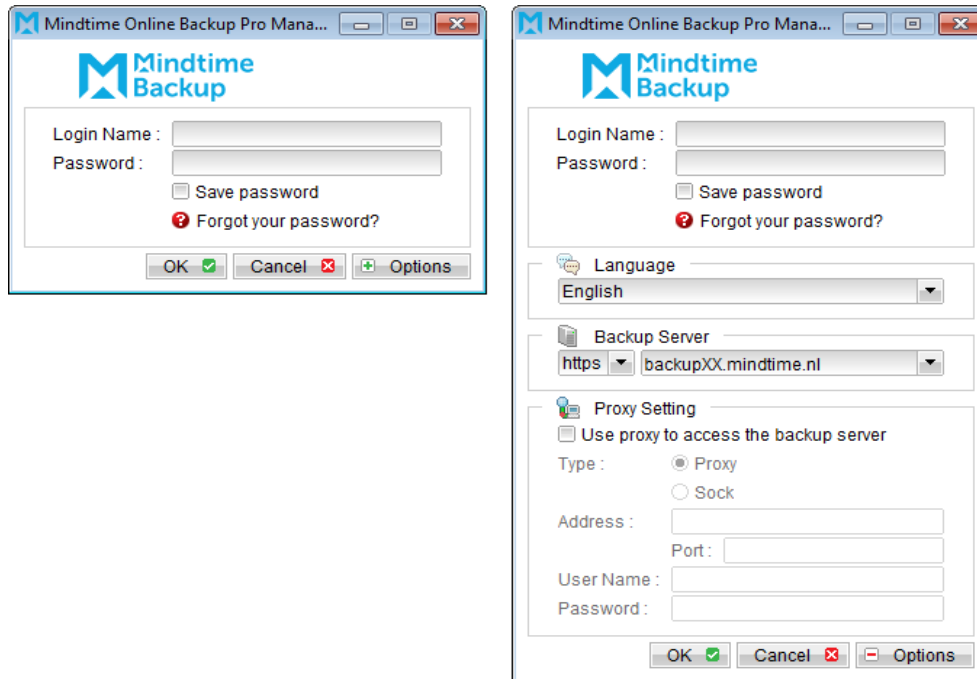 Mindtime Online Backup Pro Mana...
Mindtime
Backup
Login Name :
Password :
Save password
Forgot your password?
OK Cancel Options
Mindtime Online Backup Pro Mana...
Mindtime
Backup
Login Name :
Password :
Save password
Forgot your password?
Language
English
Backup Server
https backupXX.mindtime.nl
Proxy Setting
Use proxy to access the backup server
Type : Proxy
Sock
Address :
Port :
User Name :
Password :
OK Cancel Options